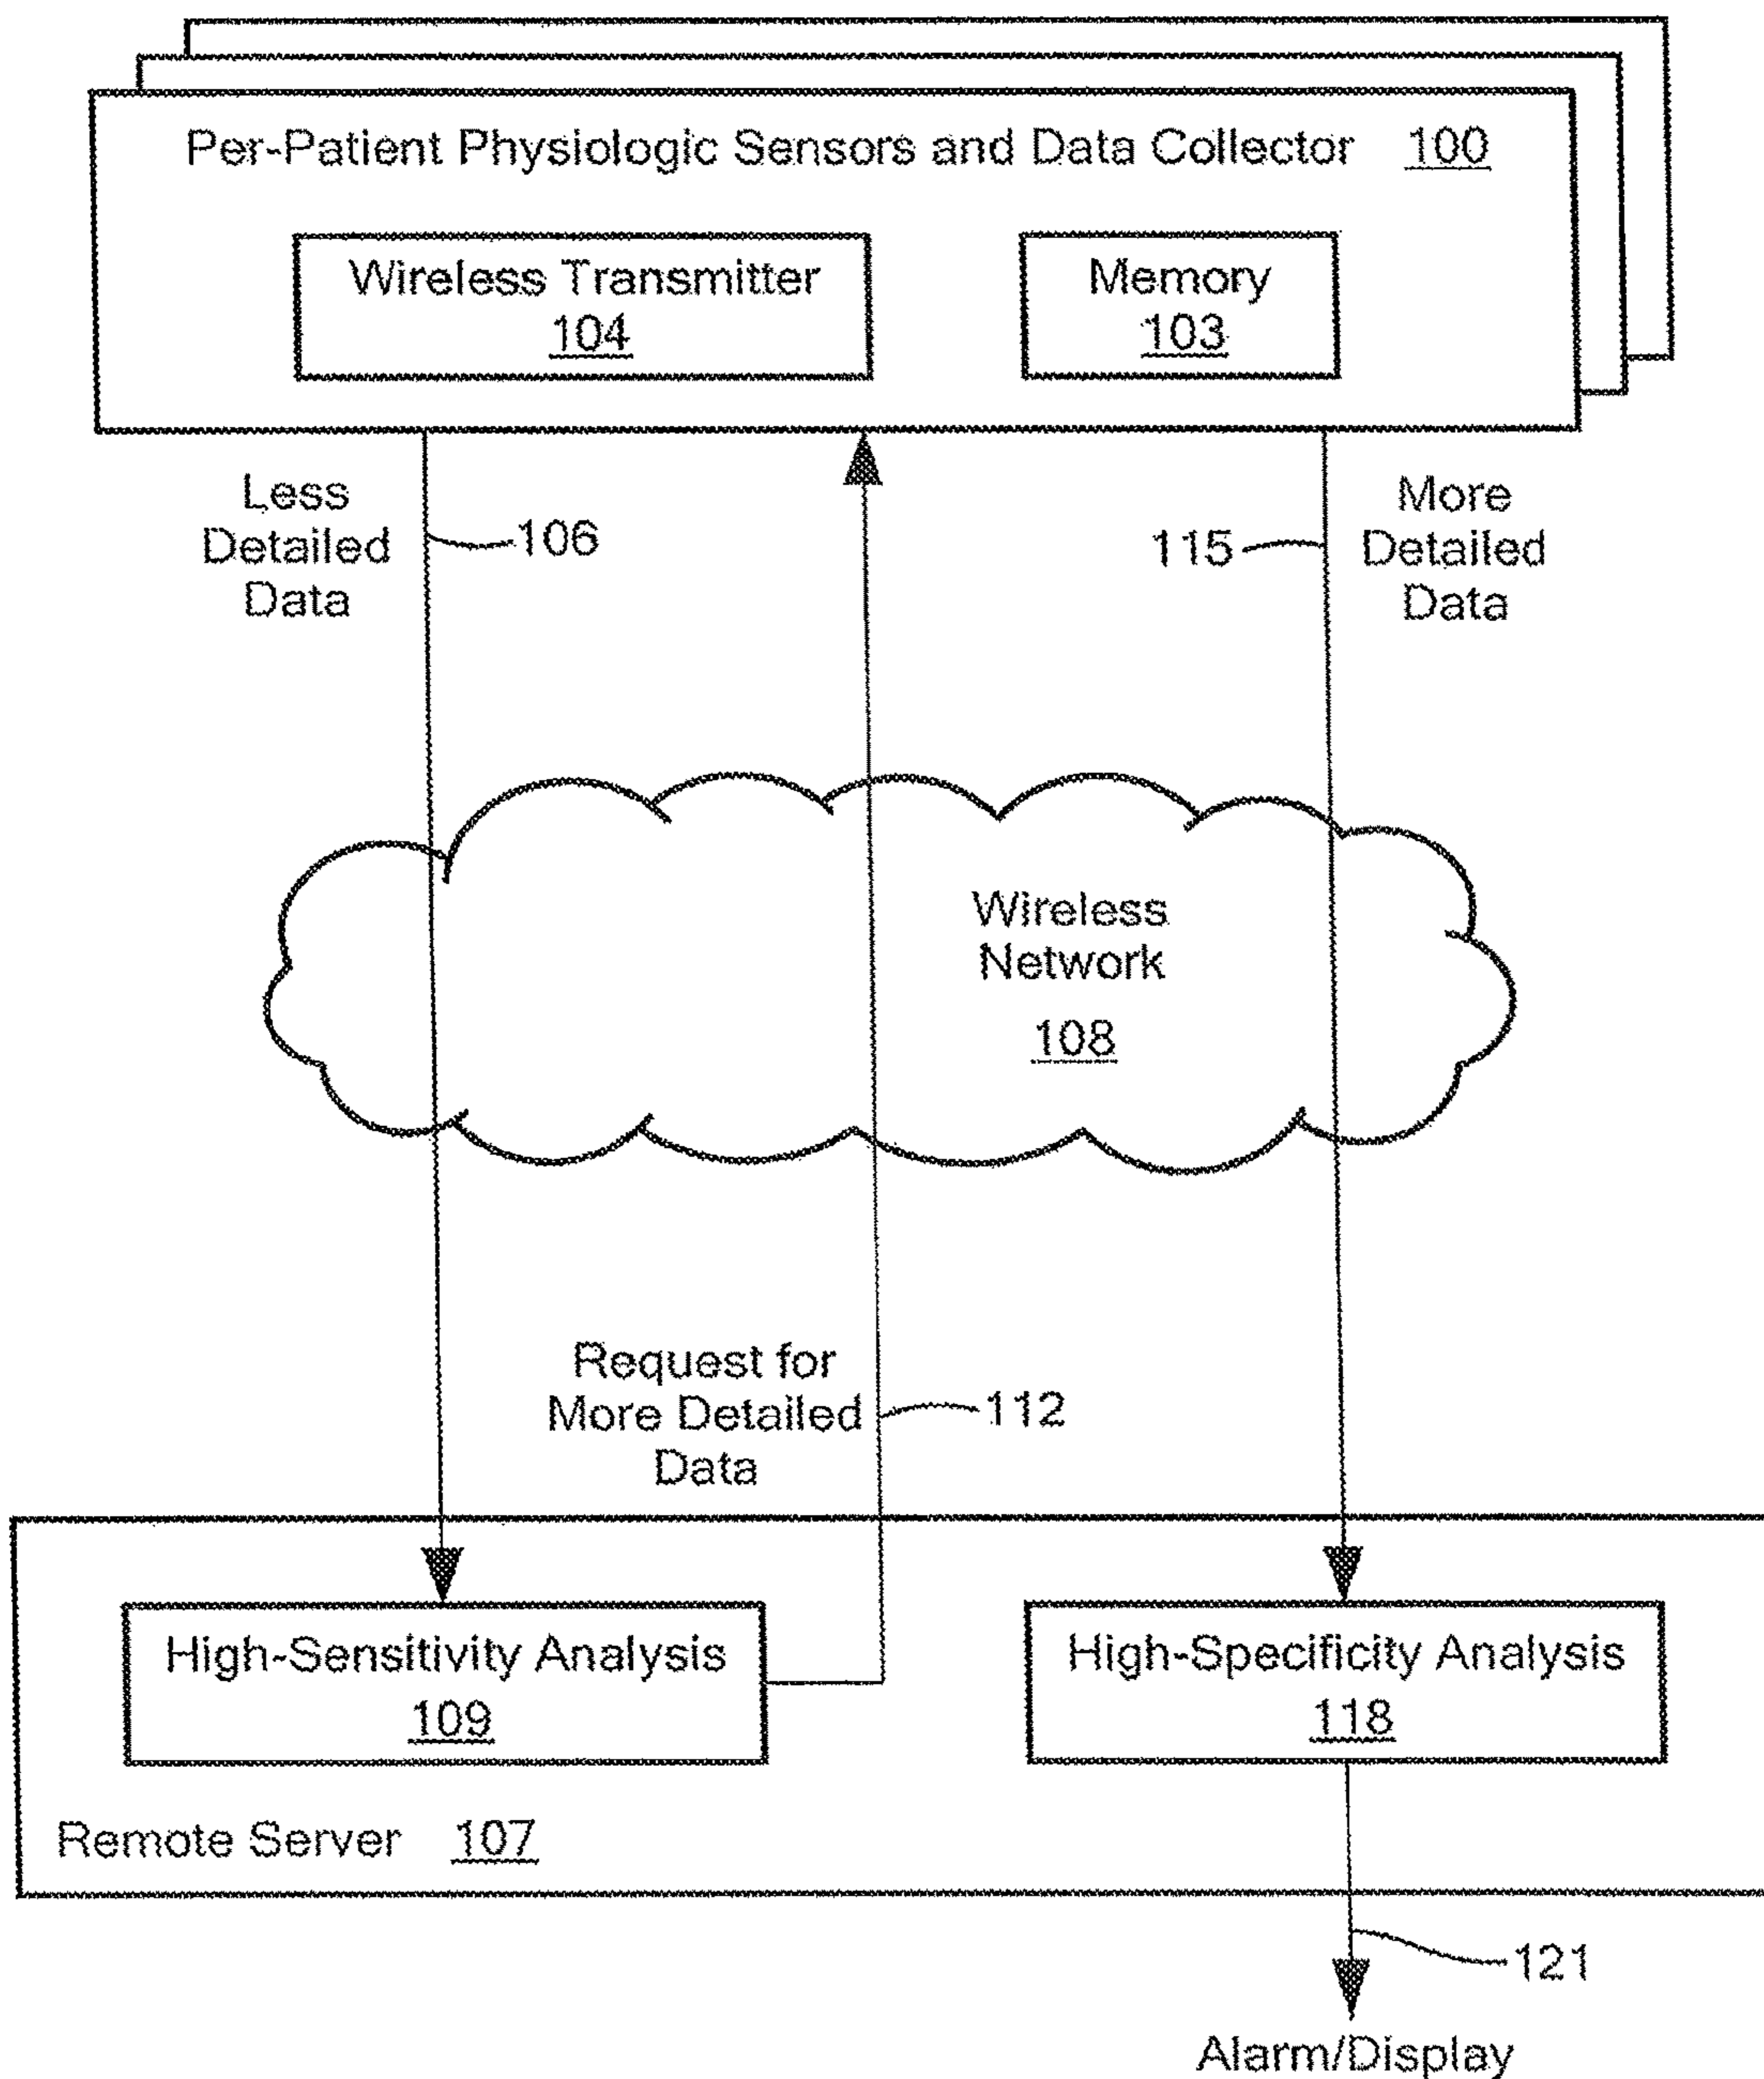 Per-Patient Physiologic Sensors and Data Collector 100
Wireless Transmitter
104
Memory
103
Less
Detailed
Data
106
115
More
Detailed
Data
Wireless
Network
108
Request for
More Detailed
Data
112
High-Sensitivity Analysis
109
High-Specificity Analysis
118
Remote Server 107
121
Alarm/Display